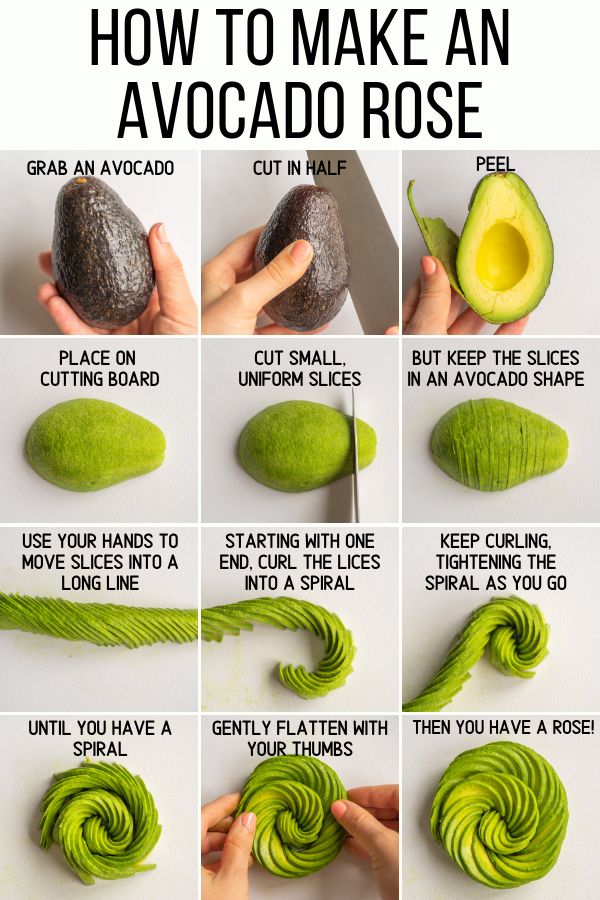 HOW TO MAKE AN
AVOCADO ROSE
GRAB AN AVOCADO
CUT IN HALF
PEEL
PLACE ON
CUTTING BOARD
CUT SMALL,
UNIFORM SLICES
BUT KEEP THE SLICES
IN AN AVOCADO SHAPE
USE YOUR HANDS TO
MOVE SLICES INTO A
LONG LINE
STARTING WITH ONE
END, CURL THE LICES
INTO A SPIRAL
KEEP CURLING,
TIGHTENING THE
SPIRAL AS YOU GO
UNTIL YOU HAVE A
SPIRAL
GENTLY FLATTEN WITH
YOUR THUMBS
THEN YOU HAVE A ROSE!